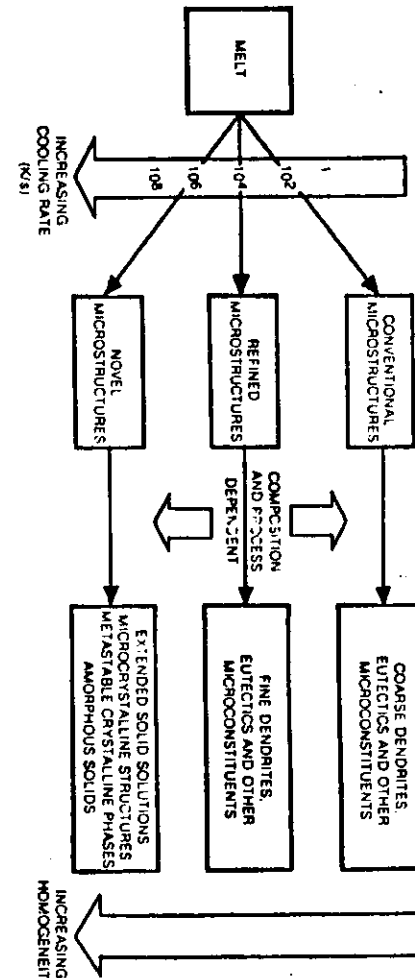 MELT
1
10²
10⁴
10⁶
10⁸
INCREASING
COOLING RATE
(K/s)
CONVENTIONAL
MICROSTRUCTURES
REFINED
MICROSTRUCTURES
NOVEL
MICROSTRUCTURES
COMPOSITION
AND PROCESS
DEPENDENT
COARSE DENDRITES,
EUTECTICS AND OTHER
MICROCONSTITUENTS
FINE DENDRITES,
EUTECTICS AND OTHER
MICROCONSTITUENTS
EXTENDED SOLID SOLUTIONS
MICROCRYSTALLINE STRUCTURES
METASTABLE CRYSTALLINE PHASES
AMORPHOUS SOLIDS
INCREASING
HOMOGENEIT